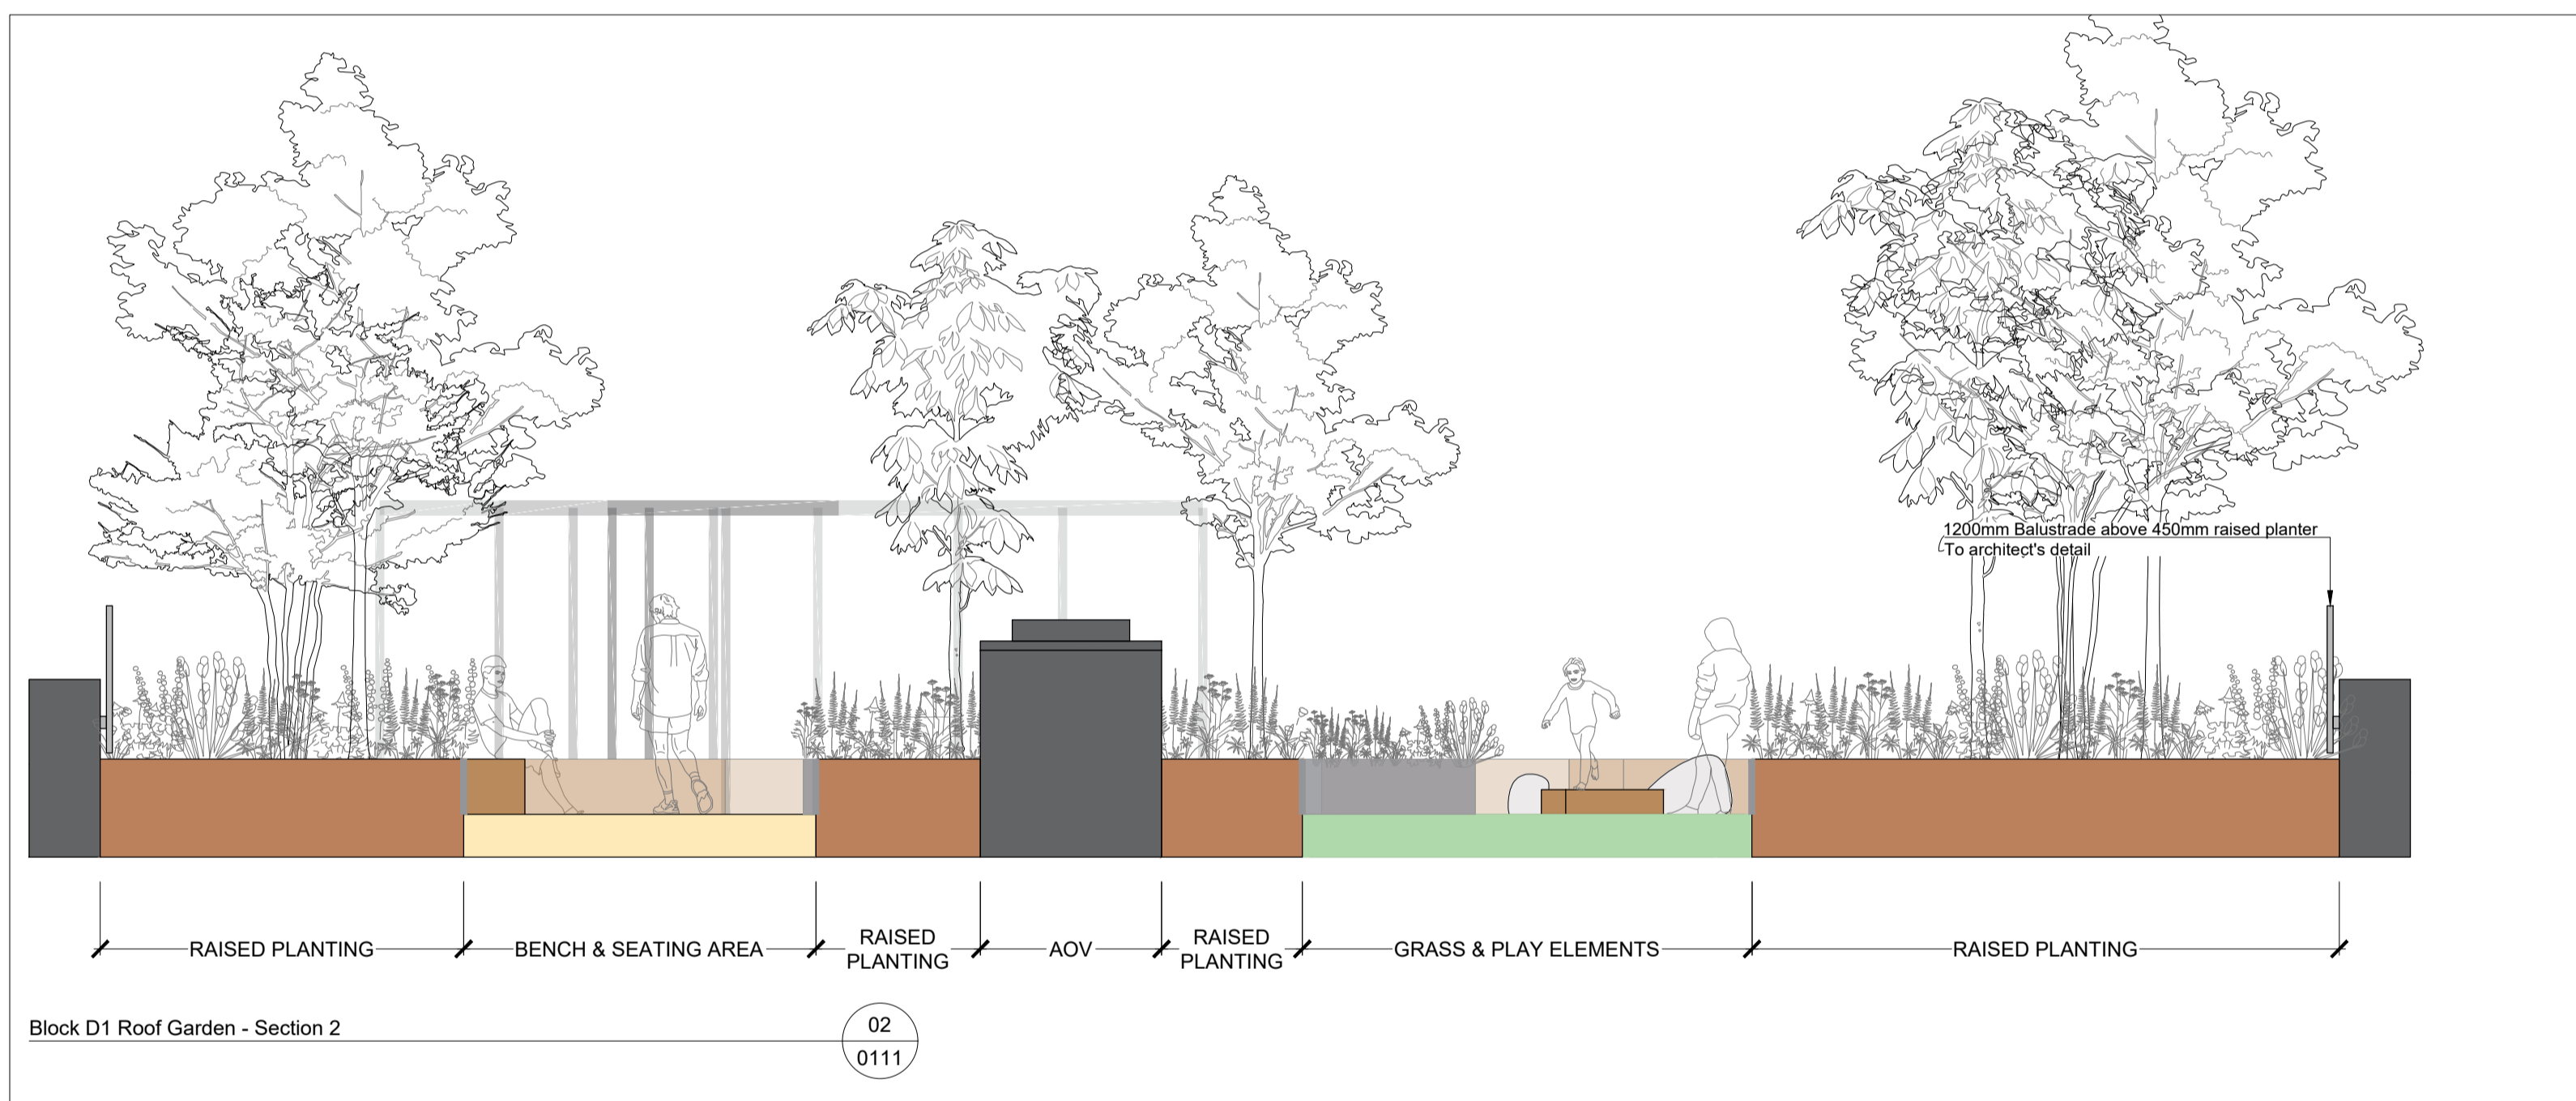 1200mm Balustrade above 450mm raised planter
To architect's detail
RAISED PLANTING
BENCH & SEATING AREA
RAISED
PLANTING
AOV
RAISED
PLANTING
GRASS & PLAY ELEMENTS
RAISED PLANTING
Block D1 Roof Garden - Section 2
02
0111